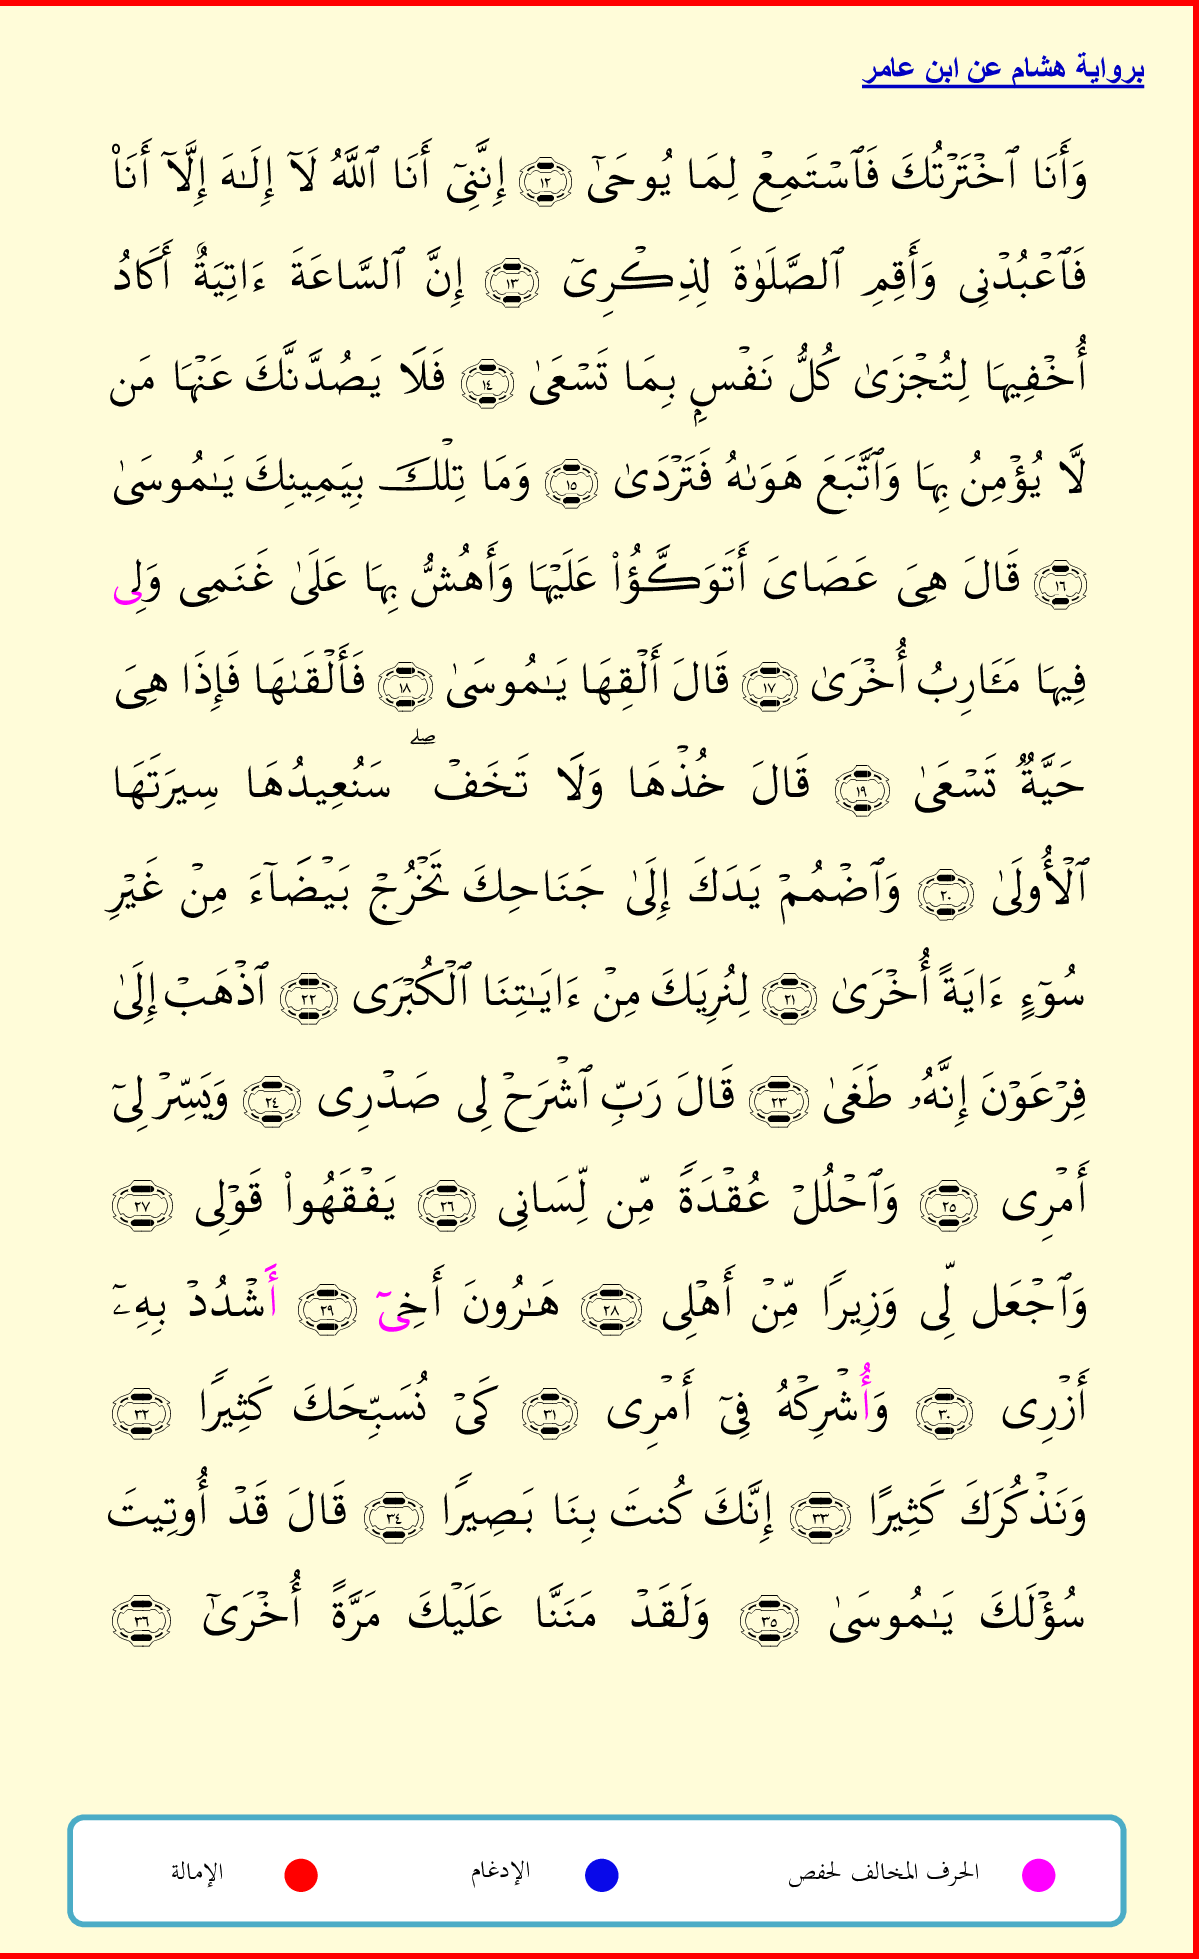 برواية هشام عن ابن عامر
وَأَنَا ٱخۡتَرۡتُكَ فَٱسۡتَمِعۡ لِمَا يُوحَىٰٓ ١٢ إِنَّنِيٓ أَنَا ٱللَّهُ لَآ إِلَٰهَ إِلَّآ أَنَا۠
فَٱعۡبُدۡنِي وَأَقِمِ ٱلصَّلَوٰةَ لِذِكۡرِيٓ ١٣ إِنَّ ٱلسَّاعَةَ ءَاتِيَةٌ أَكَادُ
أُخۡفِيهَا لِتُجۡزَىٰ كُلُّ نَفۡسِۭ بِمَا تَسۡعَىٰ ١٤ فَلَا يَصُدَّنَّكَ عَنۡهَا مَن
لَّا يُؤۡمِنُ بِهَا وَٱتَّبَعَ هَوَىٰهُ فَتَرۡدَىٰ ١٥ وَمَا تِلۡكَ بِيَمِينِكَ يَٰمُوسَىٰ
١٦ قَالَ هِيَ عَصَايَ أَتَوَكَّؤُاْ عَلَيۡهَا وَأَهُشُّ بِهَا عَلَىٰ غَنَمِي وَلِي
فِيهَا مَـَٔارِبُ أُخۡرَىٰ ١٧ قَالَ أَلۡقِهَا يَٰمُوسَىٰ ١٨ فَأَلۡقَىٰهَا فَإِذَا هِيَ
حَيَّةٞ تَسۡعَىٰ ١٩ قَالَ خُذۡهَا وَلَا تَخَفۡۖ سَنُعِيدُهَا سِيرَتَهَا
ٱلۡأُولَىٰ ٢٠ وَٱضۡمُمۡ يَدَكَ إِلَىٰ جَنَاحِكَ تَخۡرُجۡ بَيۡضَآءَ مِنۡ غَيۡرِ
سُوٓءٍ ءَايَةً أُخۡرَىٰ ٢١ لِنُرِيَكَ مِنۡ ءَايَٰتِنَا ٱلۡكُبۡرَى ٢٢ ٱذۡهَبۡ إِلَىٰ
فِرۡعَوۡنَ إِنَّهُۥ طَغَىٰ ٢٣ قَالَ رَبِّ ٱشۡرَحۡ لِي صَدۡرِي ٢٤ وَيَسِّرۡ لِيٓ
أَمۡرِي ٢٥ وَٱحۡلُلۡ عُقۡدَةٗ مِّن لِّسَانِي ٢٦ يَفۡقَهُواْ قَوۡلِي ٢٧
وَٱجۡعَل لِّي وَزِيرٗا مِّنۡ أَهۡلِي ٢٨ هَٰرُونَ أَخِيٓ ٢٩ أَشۡدُدۡ بِهِۦٓ
أَزۡرِي ٣٠ وَأُشۡرِكۡهُ فِيٓ أَمۡرِي ٣١ كَيۡ نُسَبِّحَكَ كَثِيرٗا ٣٢
وَنَذۡكُرَكَ كَثِيرًا ٣٣ إِنَّكَ كُنتَ بِنَا بَصِيرٗا ٣٤ قَالَ قَدۡ أُوتِيتَ
سُؤۡلَكَ يَٰمُوسَىٰ ٣٥ وَلَقَدۡ مَنَنَّا عَلَيۡكَ مَرَّةً أُخۡرَىٰٓ ٣٦
الحرف المخالف لحفص الإدغام الإمالة